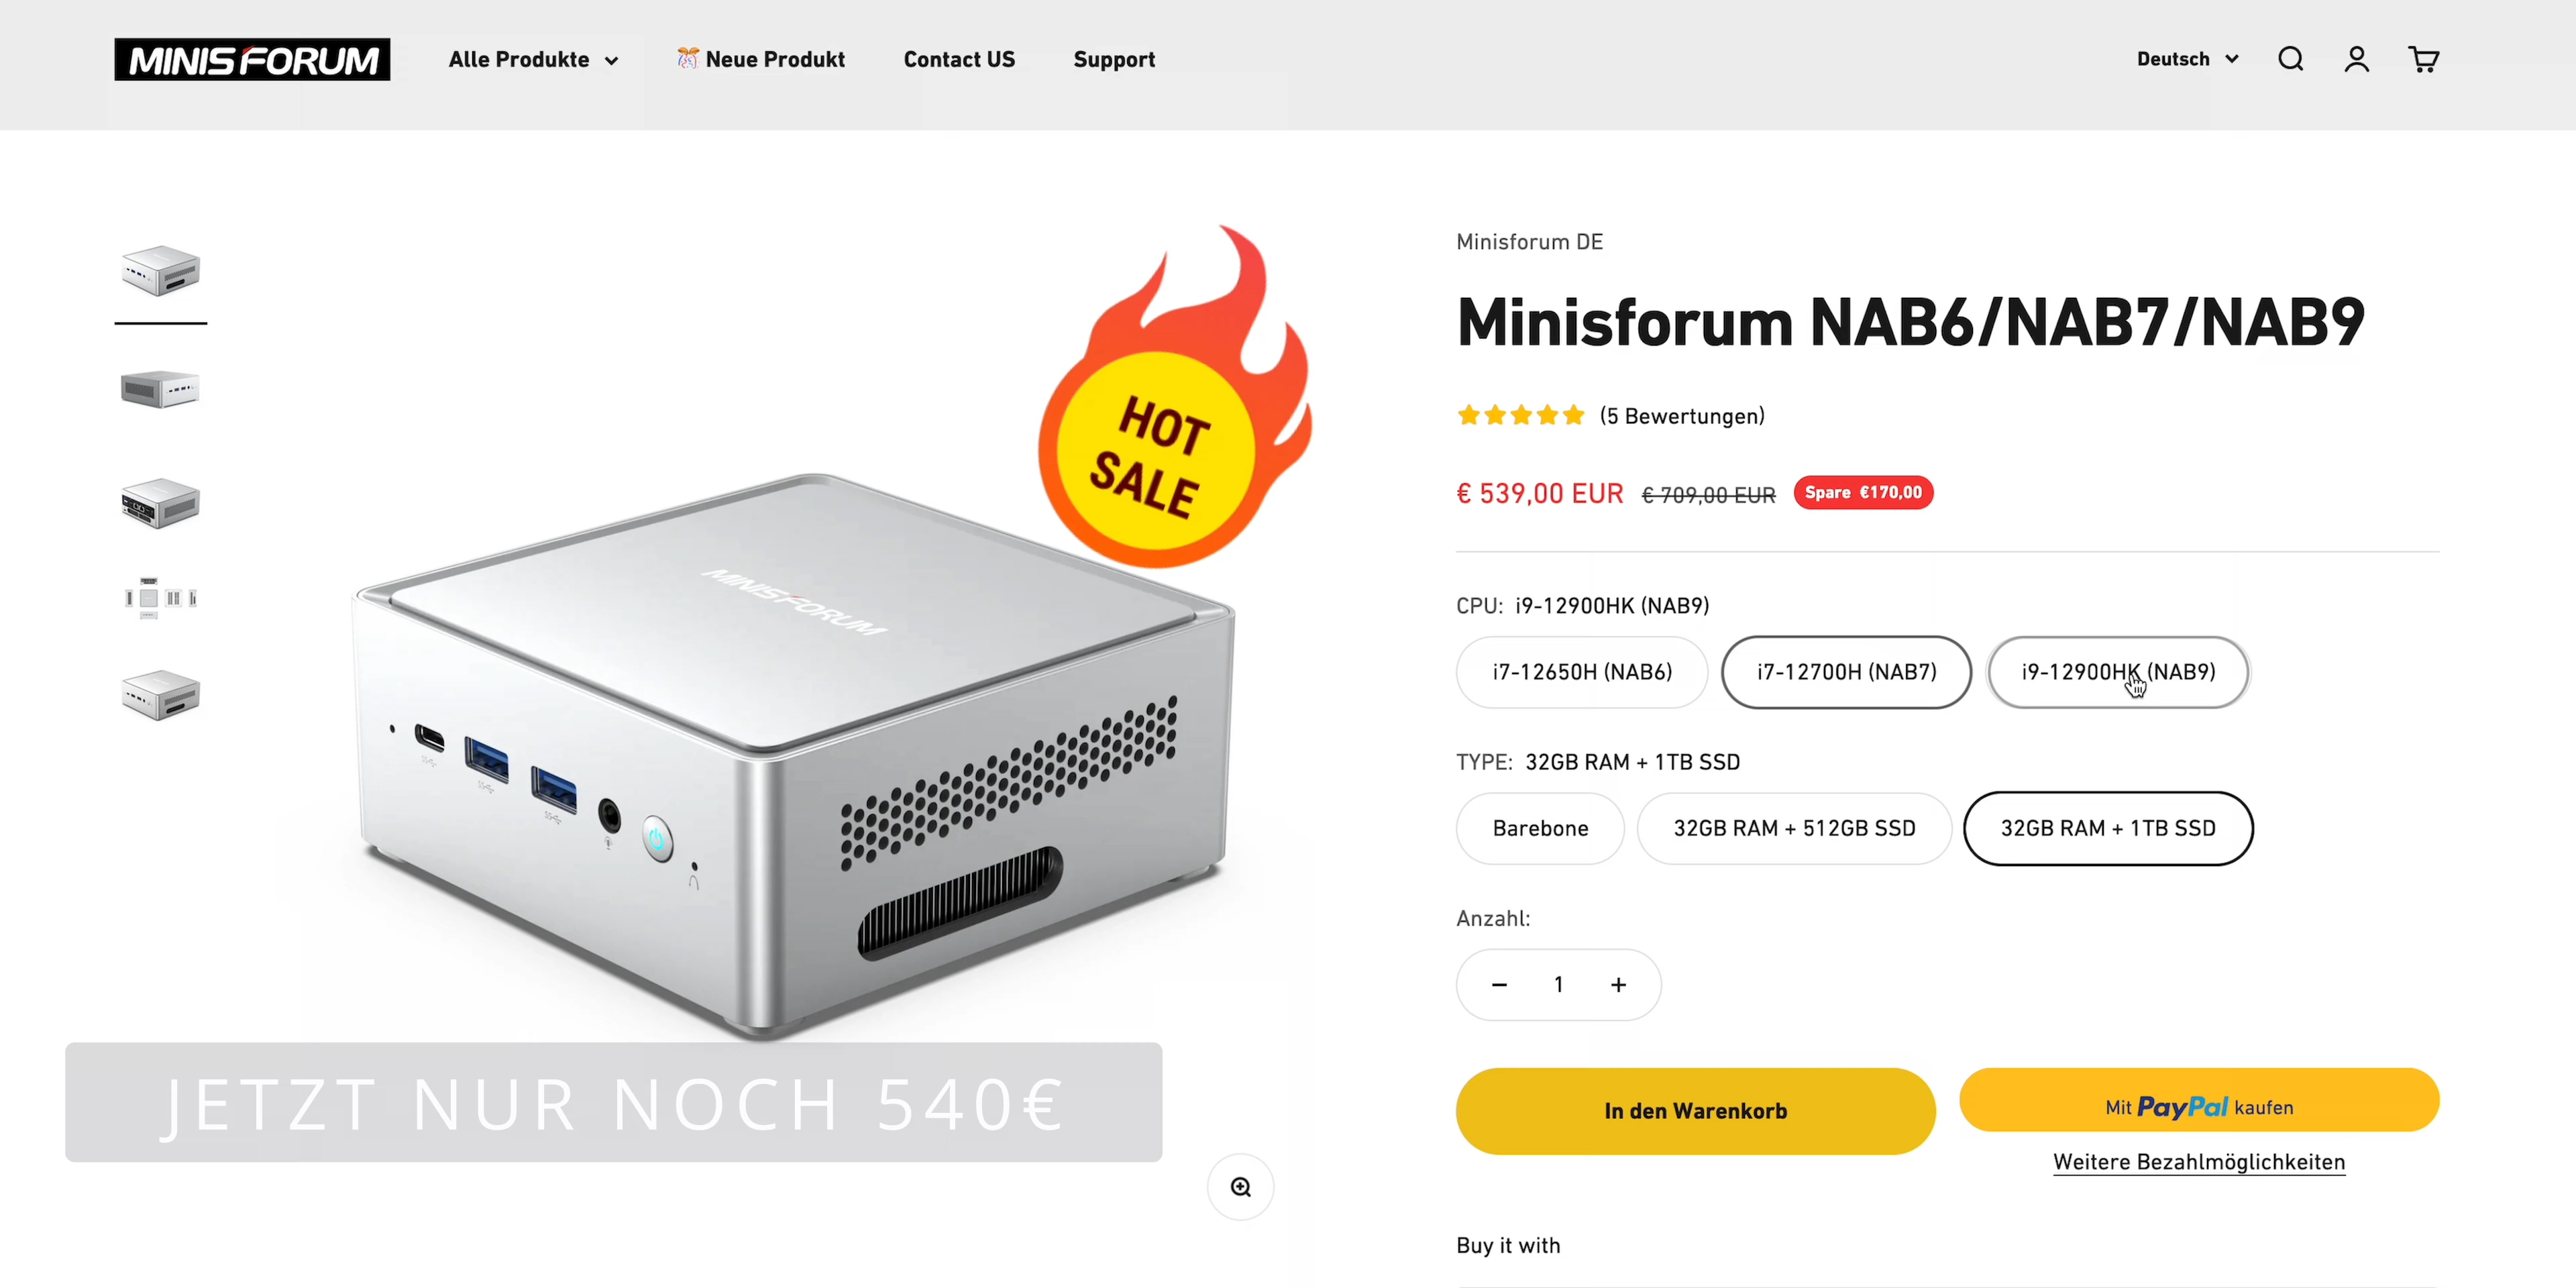 MINISFORUM
Alle Produkte
Neue Produkt
Contact US
Support
Deutsch
HOT
SALE
MINISFORUM
Minisforum DE
Minisforum NAB6/NAB7/NAB9
(5 Bewertungen)
€ 539,00 EUR € 709,00 EUR Spare €170,00
CPU: i9-12900HK (NAB9)
i7-12650H (NAB6) i7-12700H (NAB7) i9-12900HK (NAB9)
TYPE: 32GB RAM + 1TB SSD
Barebone 32GB RAM + 512GB SSD 32GB RAM + 1TB SSD
Anzahl:
− 1 +
JETZT NUR NOCH 540€
In den Warenkorb
Mit PayPal kaufen
Weitere Bezahlmöglichkeiten
Buy it with